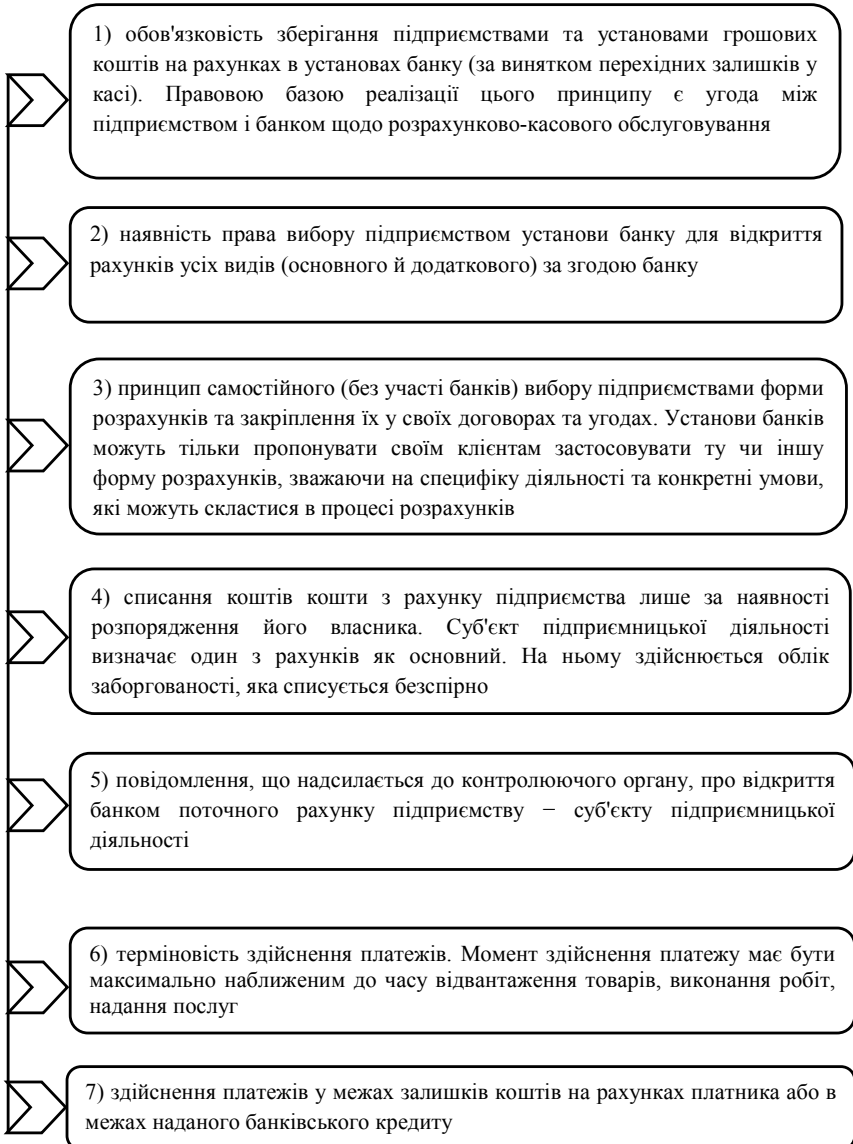 1) обов'язковість зберігання підприємствами та установами грошових
коштів на рахунках в установах банку (за винятком перехідних залишків у
касі). Правовою базою реалізації цього принципу є угода між
підприємством і банком щодо розрахунково-касового обслуговування
2) наявність права вибору підприємством установи банку для відкриття
рахунків усіх видів (основного й додаткового) за згодою банку
3) принцип самостійного (без участі банків) вибору підприємствами форми
розрахунків та закріплення їх у своїх договорах та угодах. Установи банків
можуть тільки пропонувати своїм клієнтам застосовувати ту чи іншу
форму розрахунків, зважаючи на специфіку діяльності та конкретні умови,
які можуть скластися в процесі розрахунків
4) списання коштів кошти з рахунку підприємства лише за наявності
розпорядження його власника. Суб'єкт підприємницької діяльності
визначає один з рахунків як основний. На ньому здійснюється облік
заборгованості, яка списується безспірно
5) повідомлення, що надсилається до контролюючого органу, про відкриття
банком поточного рахунку підприємству − суб'єкту підприємницької
діяльності
6) терміновість здійснення платежів. Момент здійснення платежу має бути
максимально наближеним до часу відвантаження товарів, виконання робіт,
надання послуг
7) здійснення платежів у межах залишків коштів на рахунках платника або в
межах наданого банківського кредиту